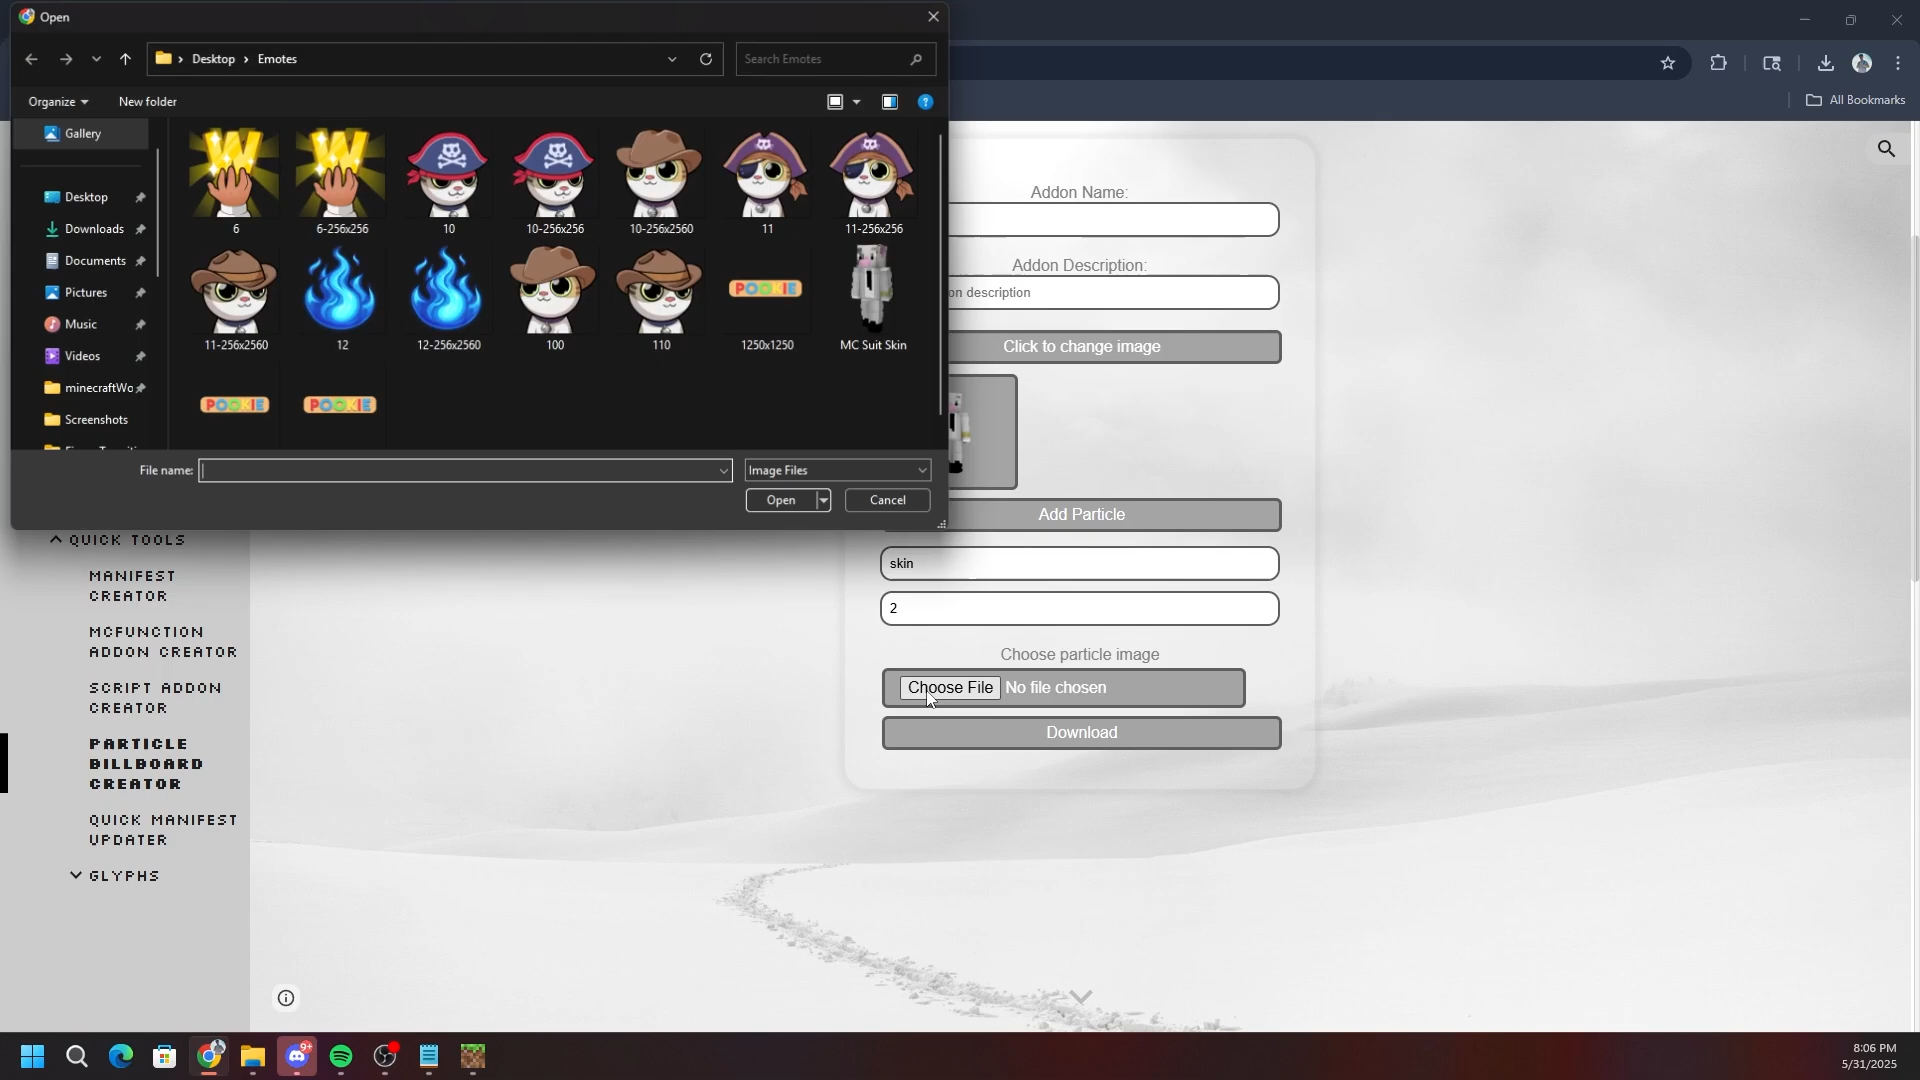 Open
Desktop > Emotes
Search Emotes
Organize
New folder
All Bookmarks
Gallery
Desktop
Downloads
Documents
Pictures
Music
Videos
minecraftWo
Screenshots
W
W
6
6-256x256
10
10-256x256
10-256x2560
11
11-256x256
POOKIE
11-256x2560
12
12-256x2560
100
110
1250x1250
MC Suit Skin
POOKIE
POOKIE
File name:
Image Files
Open
Cancel
Addon Name:
Addon Description:
on description
Click to change image
Add Particle
skin
2
Choose particle image
Choose File No file chosen
Download
QUICK TOOLS
MANIFEST
CREATOR
MCFUNCTION
ADDON CREATOR
SCRIPT ADDON
CREATOR
PARTICLE
BILLBOARD
CREATOR
QUICK MANIFEST
UPDATER
GLYPHS
9+
8:06 PM
5/31/2025